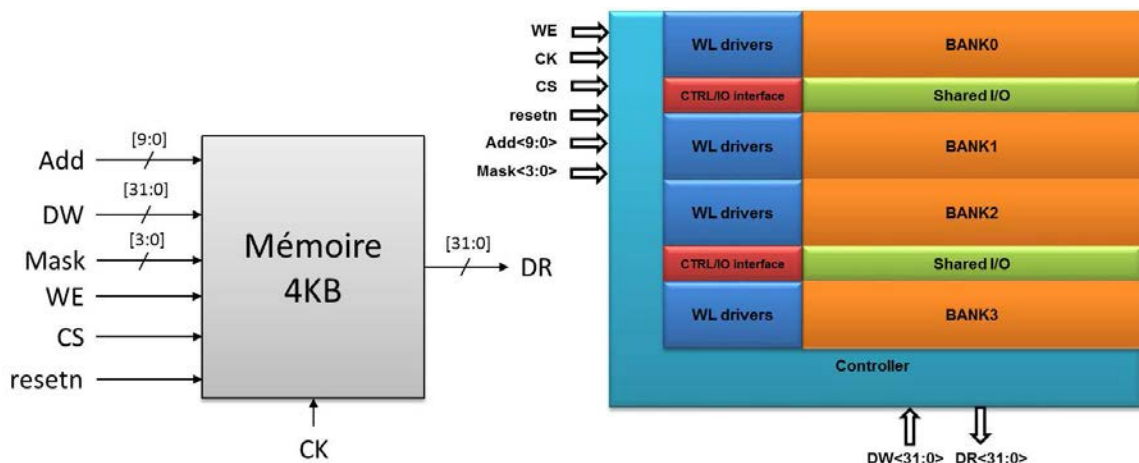 Add
[9:0]
DW
[31:0]
Mask
[3:0]
WE
CS
resetn
Mémoire
4KB
[31:0]
DR
CK
WE
CK
CS
resetn
Add<9:0>
Mask<3:0>
WL drivers
BANK0
CTRL/IO interface
Shared I/O
WL drivers
BANK1
WL drivers
BANK2
CTRL/IO interface
Shared I/O
WL drivers
BANK3
Controller
DW<31:0>
DR<31:0>